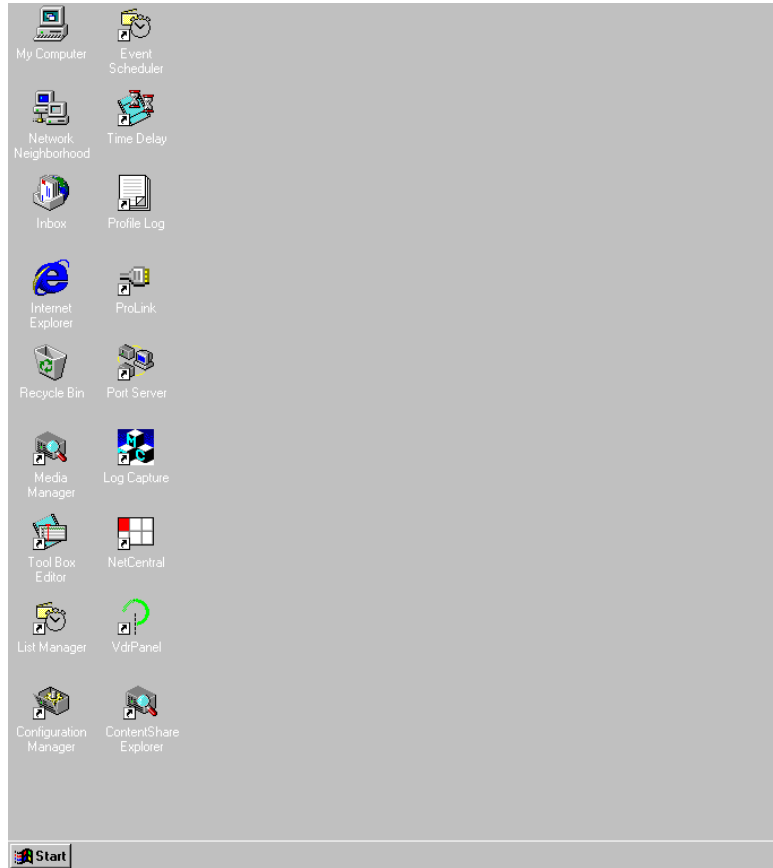 My Computer
Event
Scheduler
Network
Neighborhood
Time Delay
Inbox
Profile Log
Internet
Explorer
ProLink
Recycle Bin
Port Server
Media
Manager
M
C
Log Capture
Tool Box
Editor
NetCentral
List Manager
VdrPanel
Configuration
Manager
ContentShare
Explorer
Start